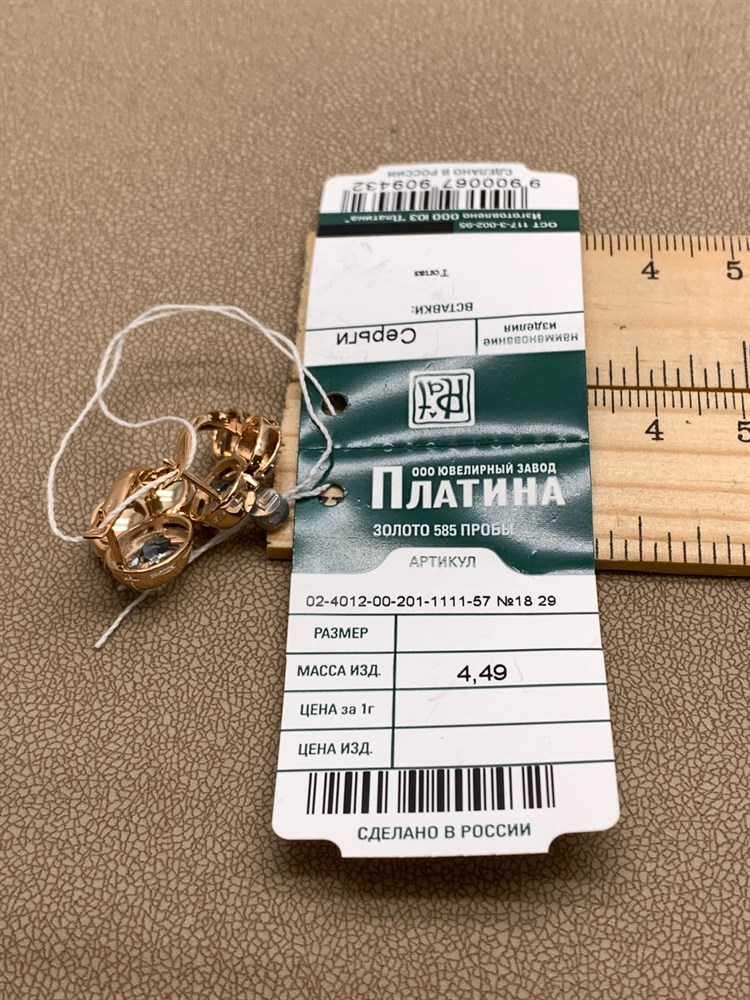 СДЕЛАНО В РОССИИ
9 900067 909432
Изготовлено ООО ЮЗ "Платина"
ОСТ 117-3-002-95
Топаз
ВСТАВКИ:
Серьги
наименование
изделия
Plat
ООО ЮВЕЛИРНЫЙ ЗАВОД
ПЛАТИНА
ЗОЛОТО 585 ПРОБЫ
АРТИКУЛ
02-4012-00-201-1111-57 №18 29
РАЗМЕР
МАССА ИЗД. 4,49
ЦЕНА за 1г
ЦЕНА ИЗД.
СДЕЛАНО В РОССИИ
4 5
4 5